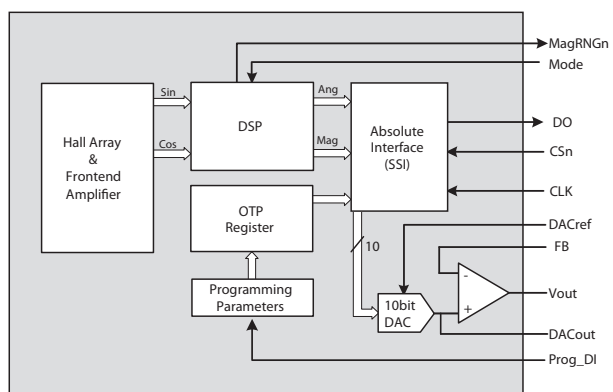 MagRNGn
Mode
Sin
Cos
Hall Array
&
Frontend
Amplifier
DSP
Ang
Mag
Absolute
Interface
(SSI)
DO
CSn
CLK
OTP
Register
10
DACref
FB
Programming
Parameters
10bit
DAC
-
+
Vout
DACout
Prog_DI